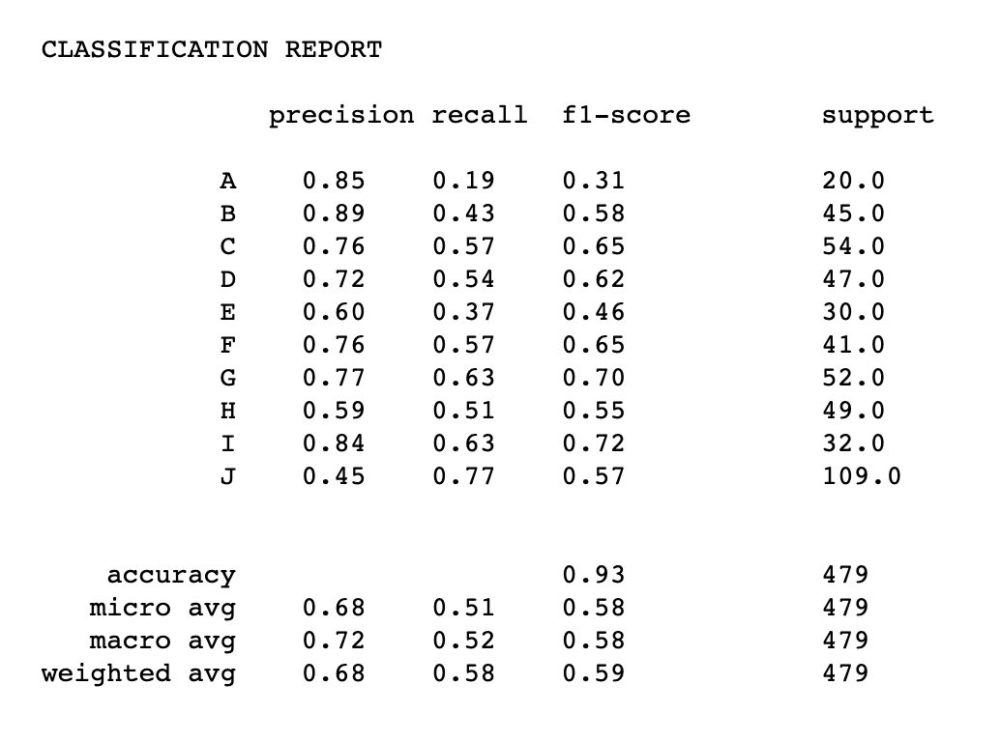 CLASSIFICATION REPORT
precision recall f1-score support
A 0.85 0.19 0.31 20.0
B 0.89 0.43 0.58 45.0
C 0.76 0.57 0.65 54.0
D 0.72 0.54 0.62 47.0
E 0.60 0.37 0.46 30.0
F 0.76 0.57 0.65 41.0
G 0.77 0.63 0.70 52.0
H 0.59 0.51 0.55 49.0
I 0.84 0.63 0.72 32.0
J 0.45 0.77 0.57 109.0
accuracy 0.93 479
micro avg 0.68 0.51 0.58 479
macro avg 0.72 0.52 0.58 479
weighted avg 0.68 0.58 0.59 479